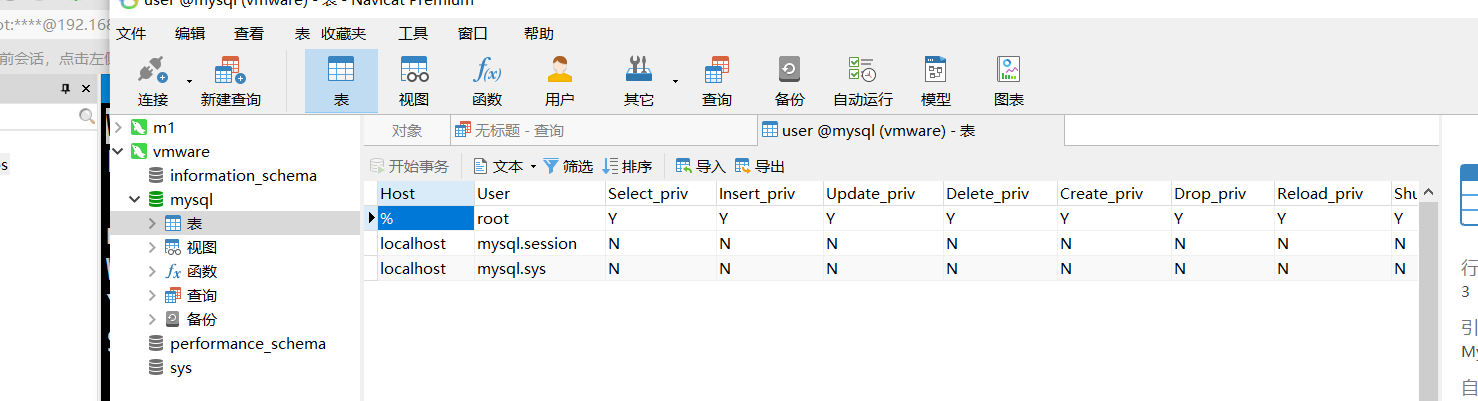 user @mysql (vmware) - 表 - Navicat Premium
ot:****@192.168
文件 编辑 查看 表 收藏夹 工具 窗口 帮助
前会话，点击左侧
连接 新建查询 表 视图 函数 用户 其它 查询 备份 自动运行 模型 图表
m1
vmware
information_schema
mysql
表
视图
函数
查询
备份
performance_schema
sys
对象 无标题 - 查询 user @mysql (vmware) - 表
开始事务 文本 筛选 排序 导入 导出
Host User Select_priv Insert_priv Update_priv Delete_priv Create_priv Drop_priv Reload_priv Shu
% root Y Y Y Y Y Y Y Y
localhost mysql.session N N N N N N N N
localhost mysql.sys N N N N N N N N
行
3
引
My
自